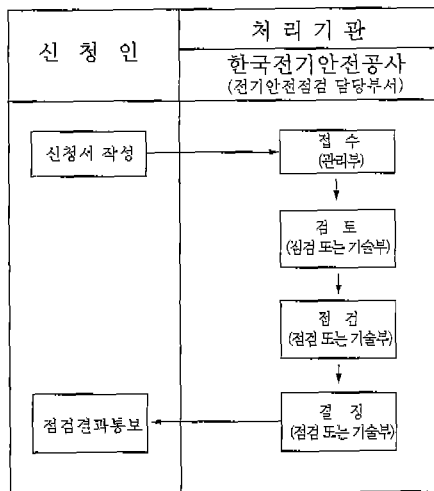 신 청 인
처 리 기 관
한국전기안전공사
(전기안전점검 담당부서)
신청서 작성
접 수
(관리부)
검 토
(점검 또는 기술부)
점 검
(점검 또는 기술부)
결 정
(점검 또는 기술부)
점검결과통보